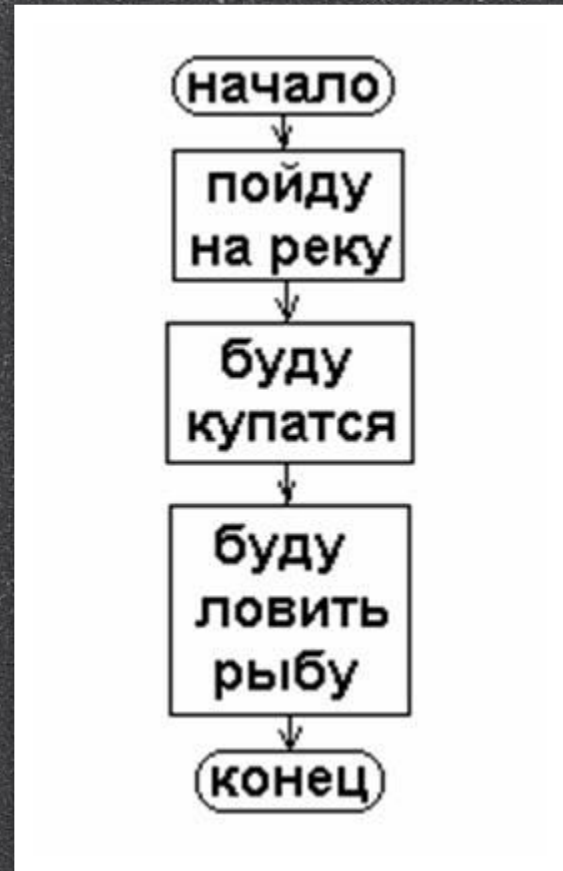 начало
пойду
на реку
буду
купатся
буду
ловить
рыбу
конец